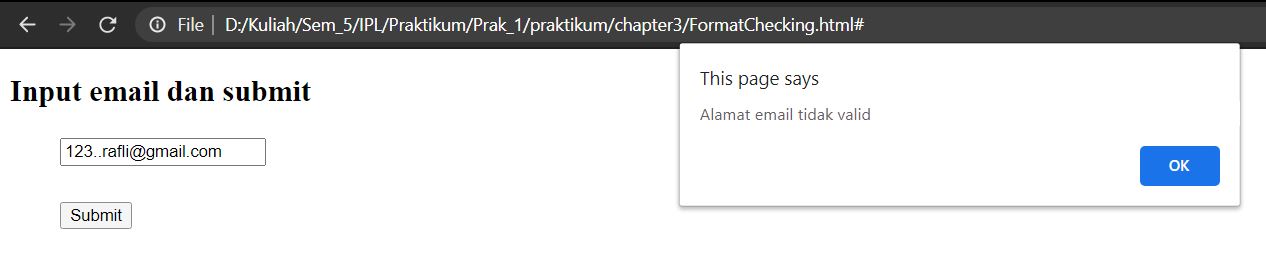 File | D:/Kuliah/Sem_5/IPL/Praktikum/Prak_1/praktikum/chapter3/FormatChecking.html#
Input email dan submit
123..rafli@gmail.com
Submit
This page says
Alamat email tidak valid
OK